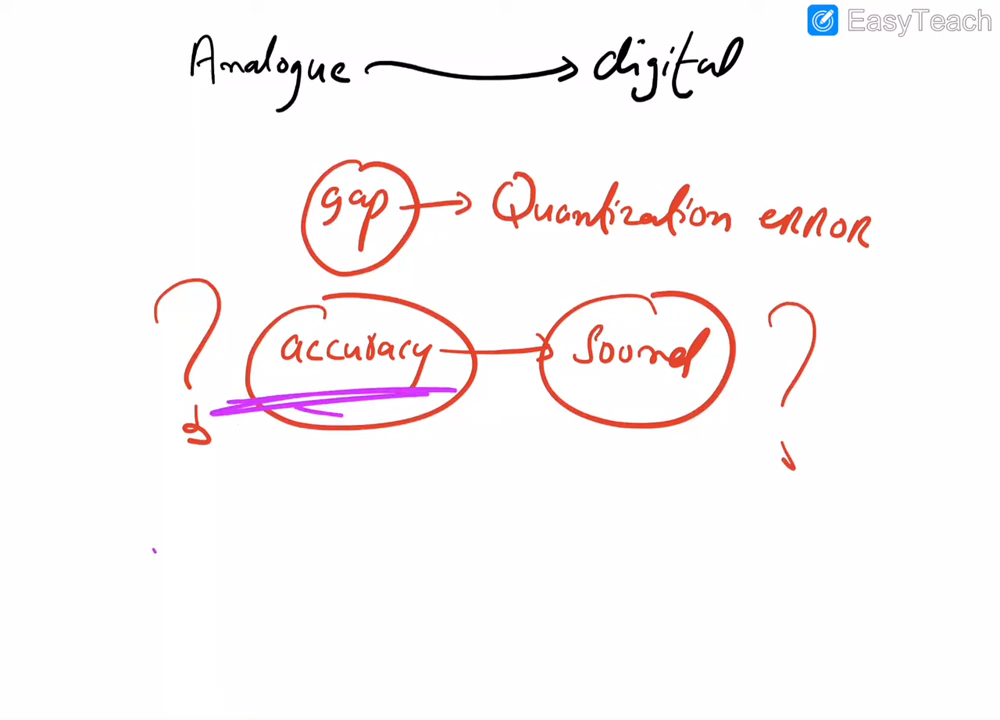 EasyTeach
Analogue → digital
gap → Quantization error
? accuracy → Sound ?